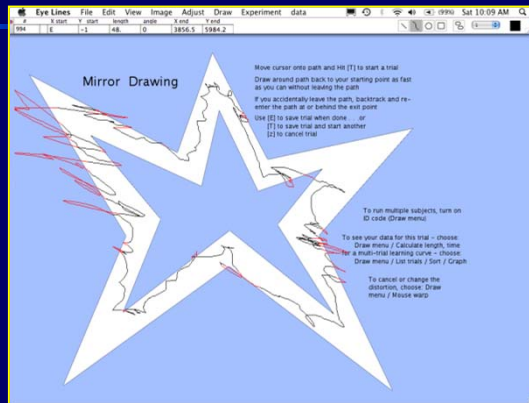 Eye Lines File Edit View Image Adjust Draw Experiment data (99%) Sat 10:09 AM
# X start Y start length angle X end Y end
994 E -1 48. 0 3856.5 5984.2
Mirror Drawing
Move cursor onto path and Hit [T] to start a trial
Draw around path back to your starting point as fast
as you can without leaving the path
If you accidentally leave the path, backtrack and re-
enter the path at or behind the exit point
Use [E] to save trial when done . . . or
[T] to save trial and start another
[z] to cancel trial
To run multiple subjects, turn on
ID code (Draw menu)
To see your data for this trial - choose:
Draw menu / Calculate length, time
for a multi-trial learning curve - choose:
Draw menu / List trials / Sort / Graph
To cancel or change the
distortion, choose: Draw
menu / Mouse warp